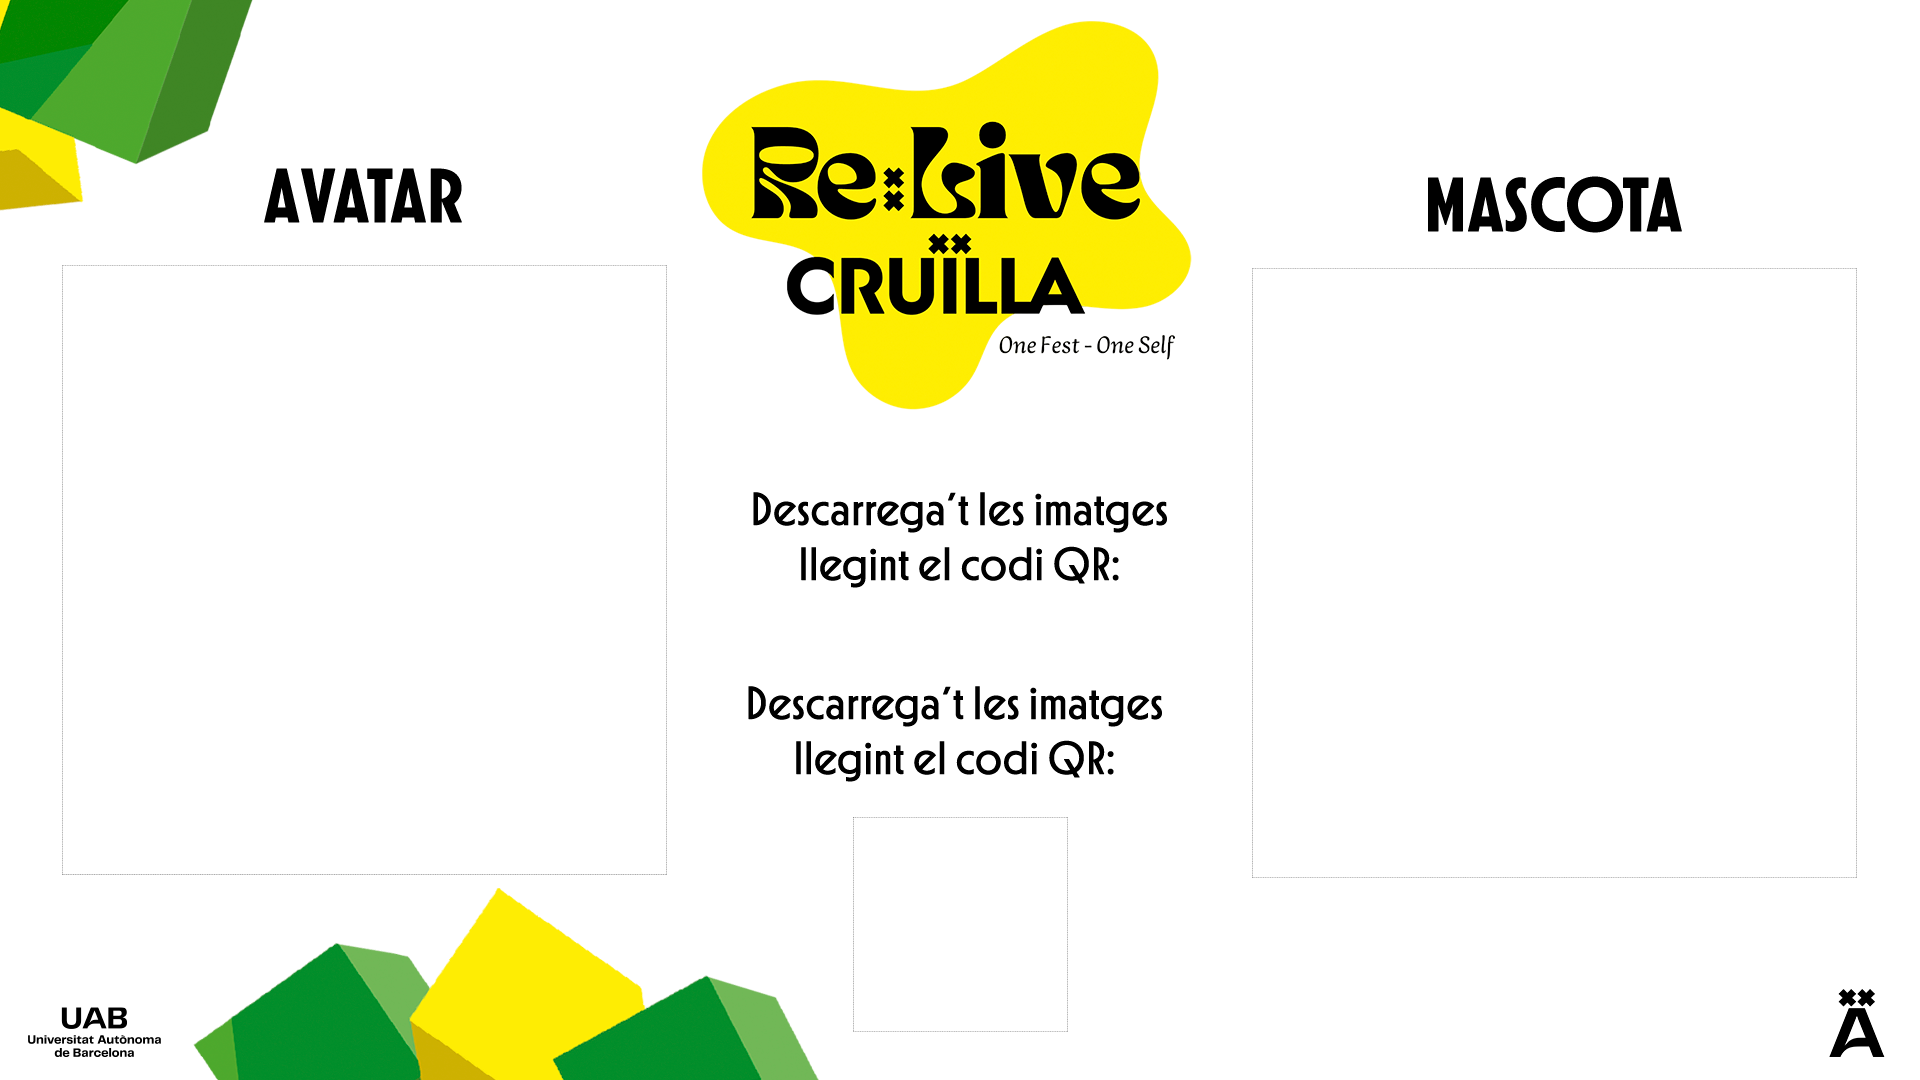 AVATAR
Re:Live
CRUÏLLA
One Fest - One Self
MASCOTA
Descarrega't les imatges
llegint el codi QR:
Descarrega't les imatges
llegint el codi QR:
UAB
Universitat Autònoma
de Barcelona
Ä